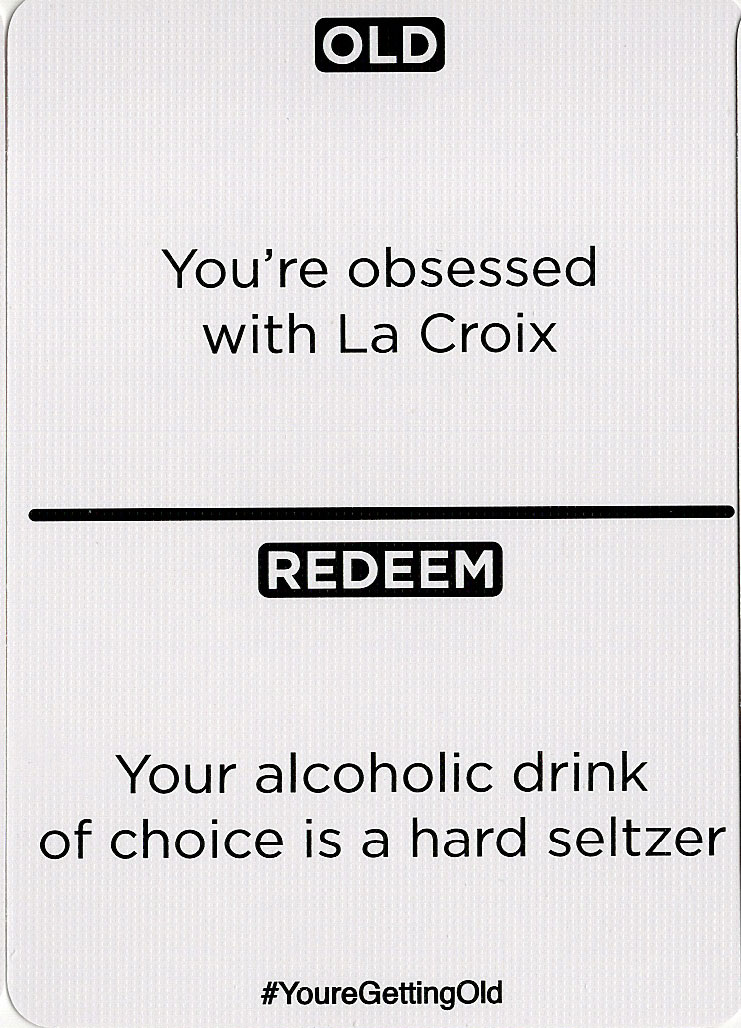 OLD
You're obsessed
with La Croix
REDEEM
Your alcoholic drink
of choice is a hard seltzer
#YoureGettingOld